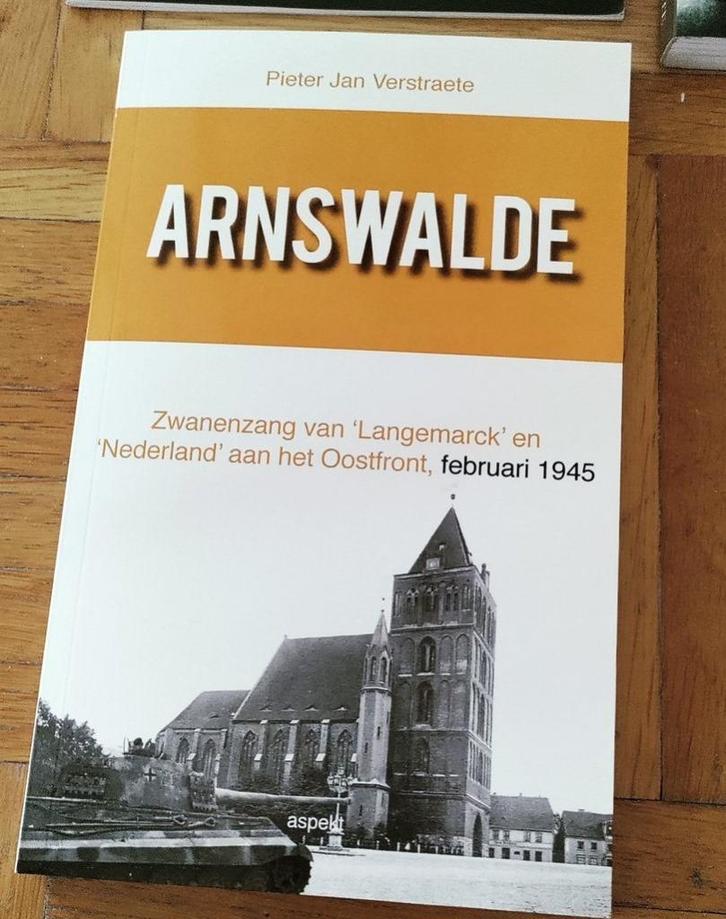 Pieter Jan Verstraete
ARNSWALDE
Zwanenzang van ‘Langemarck’ en
‘Nederland’ aan het Oostfront, februari 1945
aspekt